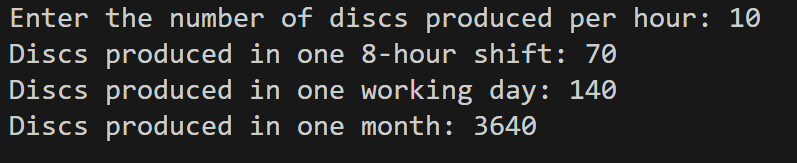 Enter the number of discs produced per hour: 10
Discs produced in one 8-hour shift: 70
Discs produced in one working day: 140
Discs produced in one month: 3640